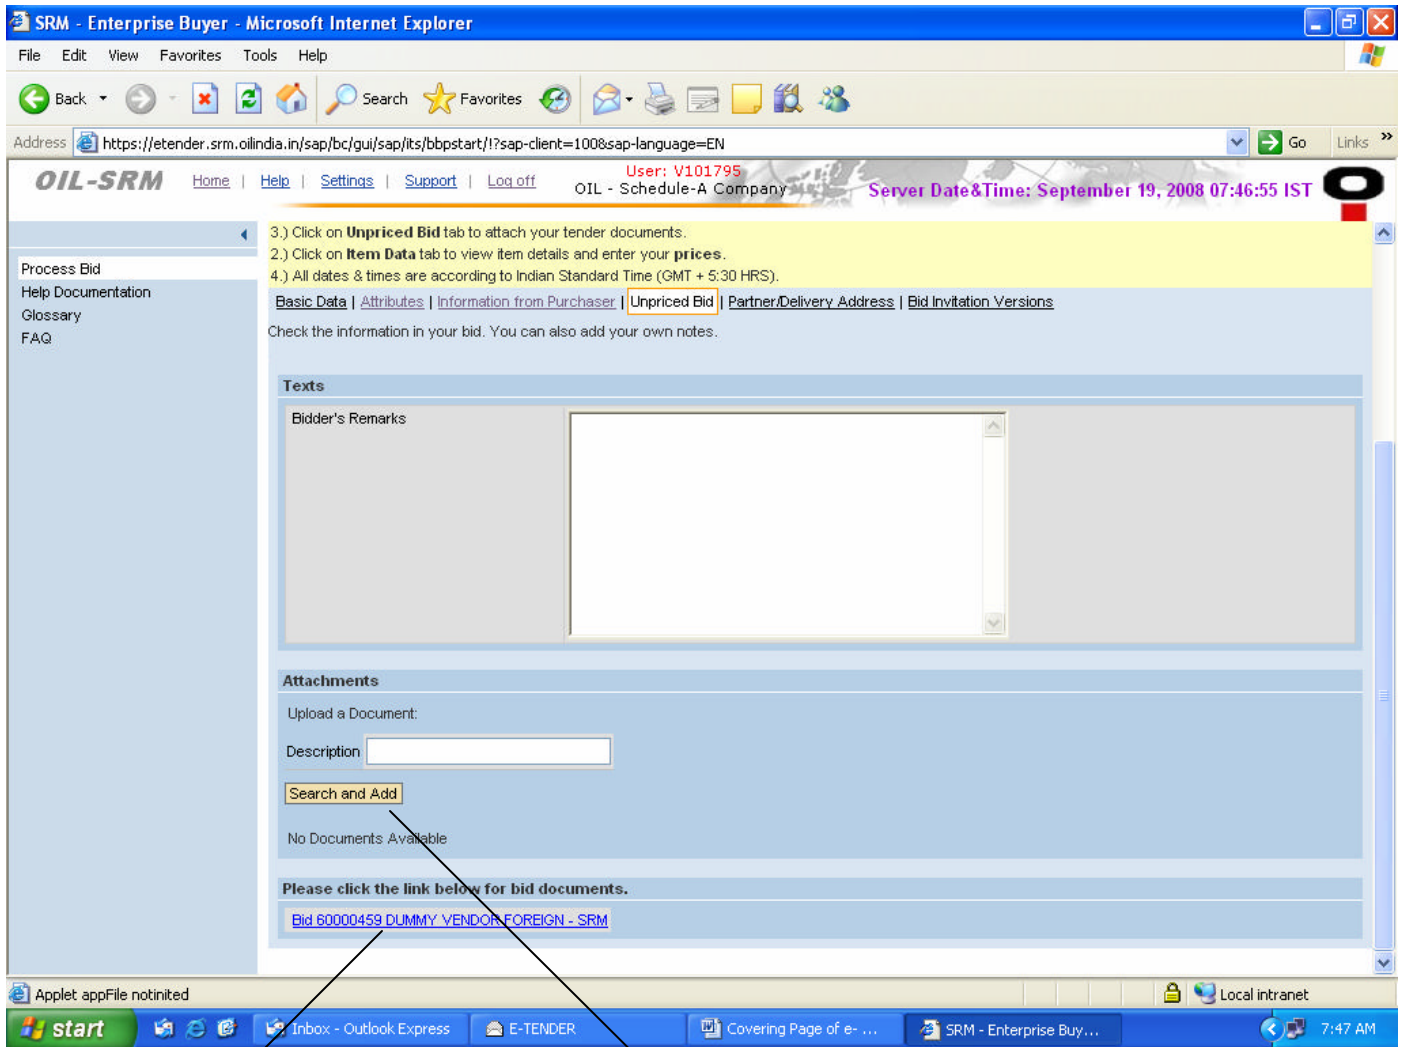 SRM - Enterprise Buyer - Microsoft Internet Explorer
File Edit View Favorites Tools Help
Back Search Favorites
Address https://etender.srm.oilindia.in/sap/bc/gui/sap/its/bbpstart/!?sap-client=100&sap-language=EN Go Links »
OIL-SRM Home | Help | Settings | Support | Log off
User: V101795
OIL - Schedule-A Company
Server Date&Time: September 19, 2008 07:46:55 IST
Process Bid
Help Documentation
Glossary
FAQ
3.) Click on Unpriced Bid tab to attach your tender documents.
2.) Click on Item Data tab to view item details and enter your prices.
4.) All dates & times are according to Indian Standard Time (GMT + 5:30 HRS).
Basic Data | Attributes | Information from Purchaser | Unpriced Bid | Partner/Delivery Address | Bid Invitation Versions
Check the information in your bid. You can also add your own notes.
Texts
Bidder's Remarks
Attachments
Upload a Document:
Description
Search and Add
No Documents Available
Please click the link below for bid documents.
Bid 60000459 DUMMY VENDOR FOREIGN - SRM
Applet appFile notinited Local intranet
start Inbox - Outlook Express E-TENDER Covering Page of e- ... SRM - Enterprise Buy... 7:47 AM